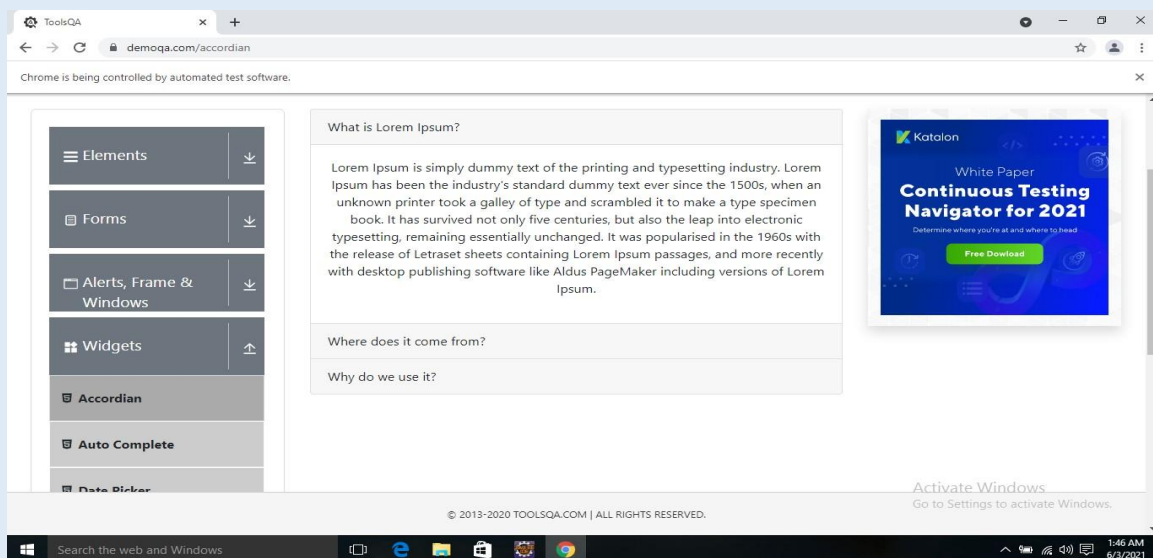 ToolsQA
demoqa.com/accordian
Chrome is being controlled by automated test software.
Elements
Forms
Alerts, Frame &
Windows
Widgets
Accordian
Auto Complete
Date Picker
What is Lorem Ipsum?
Lorem Ipsum is simply dummy text of the printing and typesetting industry. Lorem
Ipsum has been the industry's standard dummy text ever since the 1500s, when an
unknown printer took a galley of type and scrambled it to make a type specimen
book. It has survived not only five centuries, but also the leap into electronic
typesetting, remaining essentially unchanged. It was popularised in the 1960s with
the release of Letraset sheets containing Lorem Ipsum passages, and more recently
with desktop publishing software like Aldus PageMaker including versions of Lorem
Ipsum.
Where does it come from?
Why do we use it?
Katalon
White Paper
Continuous Testing
Navigator for 2021
Determine where you're at and where to head
Free Dowload
Activate Windows
Go to Settings to activate Windows.
© 2013-2020 TOOLSQA.COM | ALL RIGHTS RESERVED.
Search the web and Windows
1:46 AM
6/3/2021